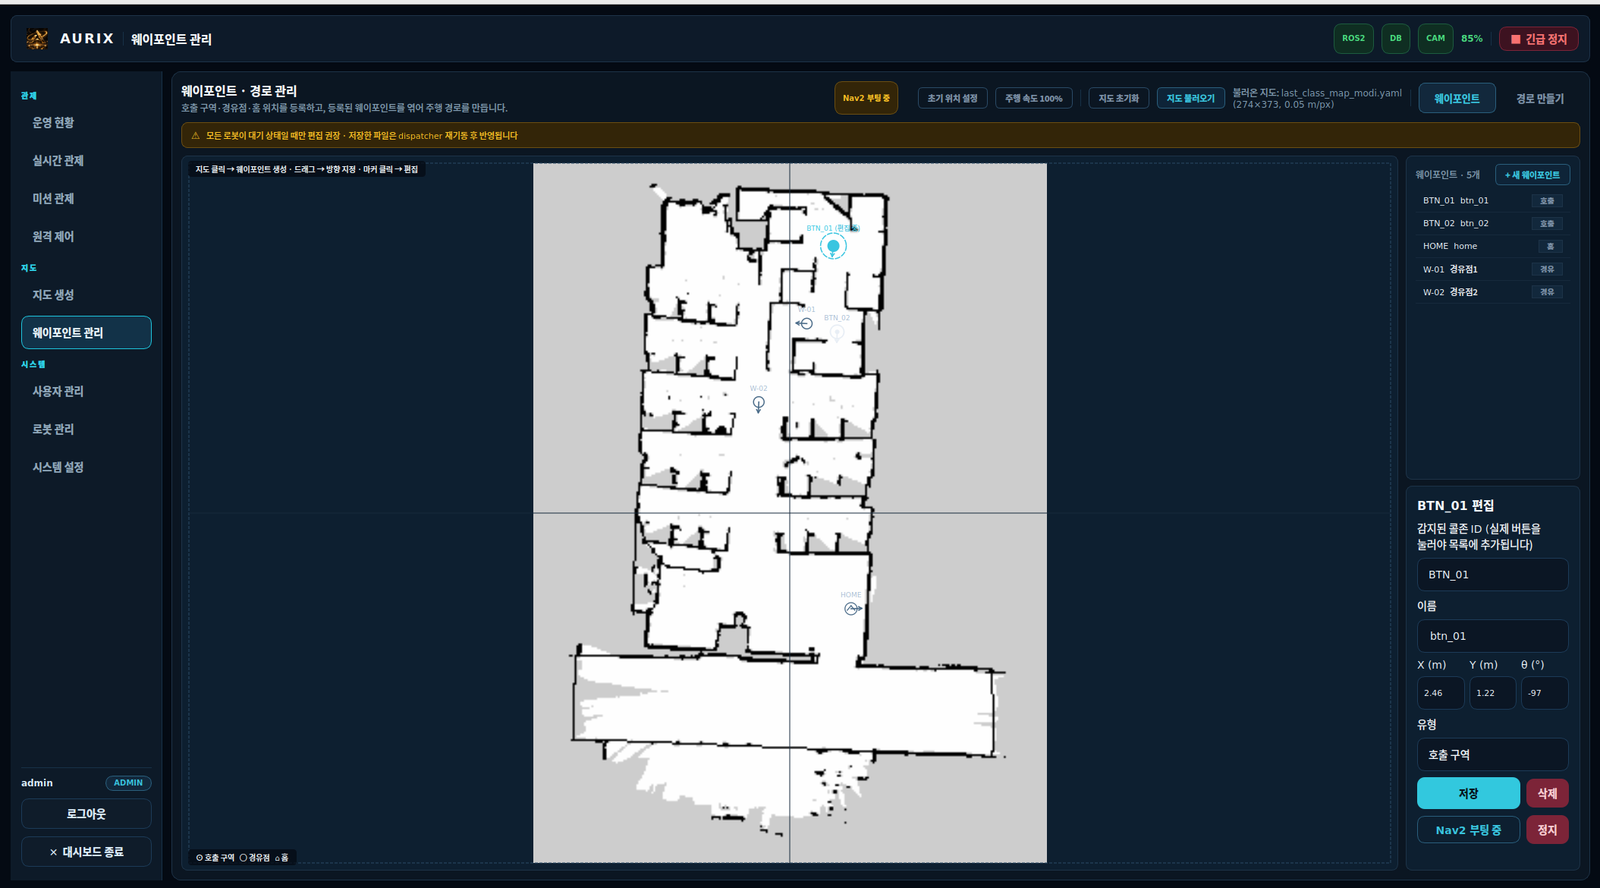 AURIX 웨이포인트 관리
ROS2 DB CAM 85% 긴급 정지
관제
운영 현황
실시간 관제
미션 관제
원격 제어
지도
지도 생성
웨이포인트 관리
시스템
사용자 관리
로봇 관리
시스템 설정
admin ADMIN
로그아웃
× 대시보드 종료
웨이포인트 · 경로 관리
호출 구역·경유점·홈 위치를 등록하고, 등록된 웨이포인트를 엮어 주행 경로를 만듭니다.
Nav2 부팅 중 초기 위치 설정 주행 속도 100% 지도 초기화 지도 불러오기
불러온 지도: last_class_map_modi.yaml
(274×373, 0.05 m/px)
웨이포인트 경로 만들기
⚠ 모든 로봇이 대기 상태일 때만 편집 권장 · 저장한 파일은 dispatcher 재기동 후 반영됩니다
지도 클릭 → 웨이포인트 생성 · 드래그 → 방향 지정 · 마커 클릭 → 편집
BTN_01
W-01
BTN_02
W-02
HOME
⊙ 호출 구역 ○ 경유점 ⌂ 홈
웨이포인트 · 5개 + 새 웨이포인트
BTN_01 btn_01 호출
BTN_02 btn_02 호출
HOME home 홈
W-01 경유점1 경유
W-02 경유점2 경유
BTN_01 편집
감지된 콜존 ID (실제 버튼을
눌러야 목록에 추가됩니다)
BTN_01
이름
btn_01
X (m) Y (m) θ (°)
2.46 1.22 -97
유형
호출 구역
저장 삭제
Nav2 부팅 중 정지